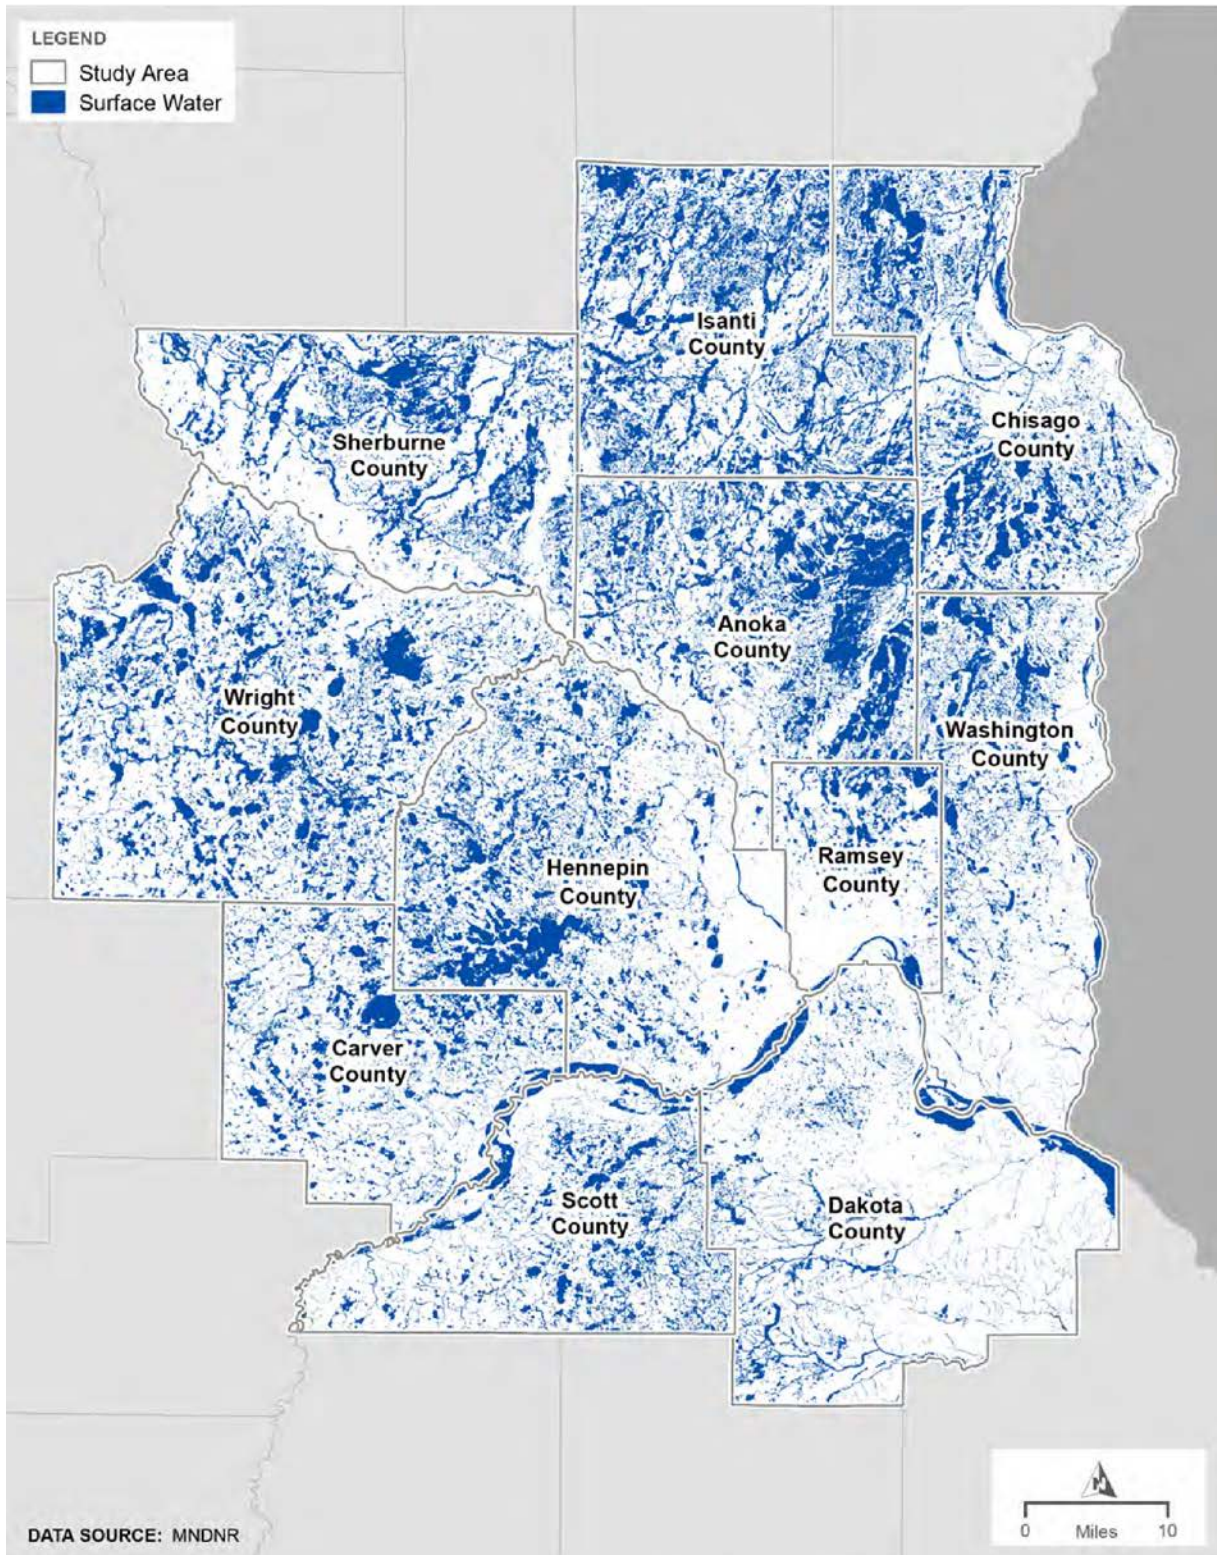 LEGEND
Study Area
Surface Water
Isanti
County
Chisago
County
Sherburne
County
Anoka
County
Wright
County
Washington
County
Hennepin
County
Ramsey
County
Carver
County
Scott
County
Dakota
County
N
0 Miles 10
DATA SOURCE: MNDNR